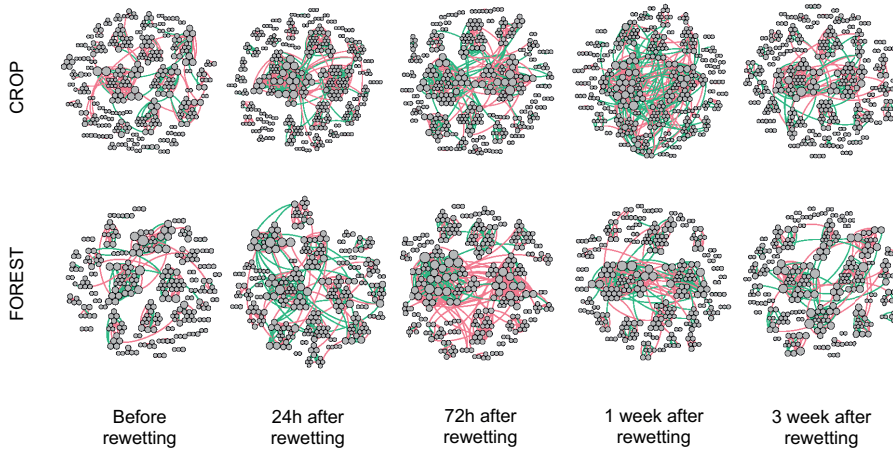 CROP
FOREST
Before
rewetting
24h after
rewetting
72h after
rewetting
1 week after
rewetting
3 week after
rewetting